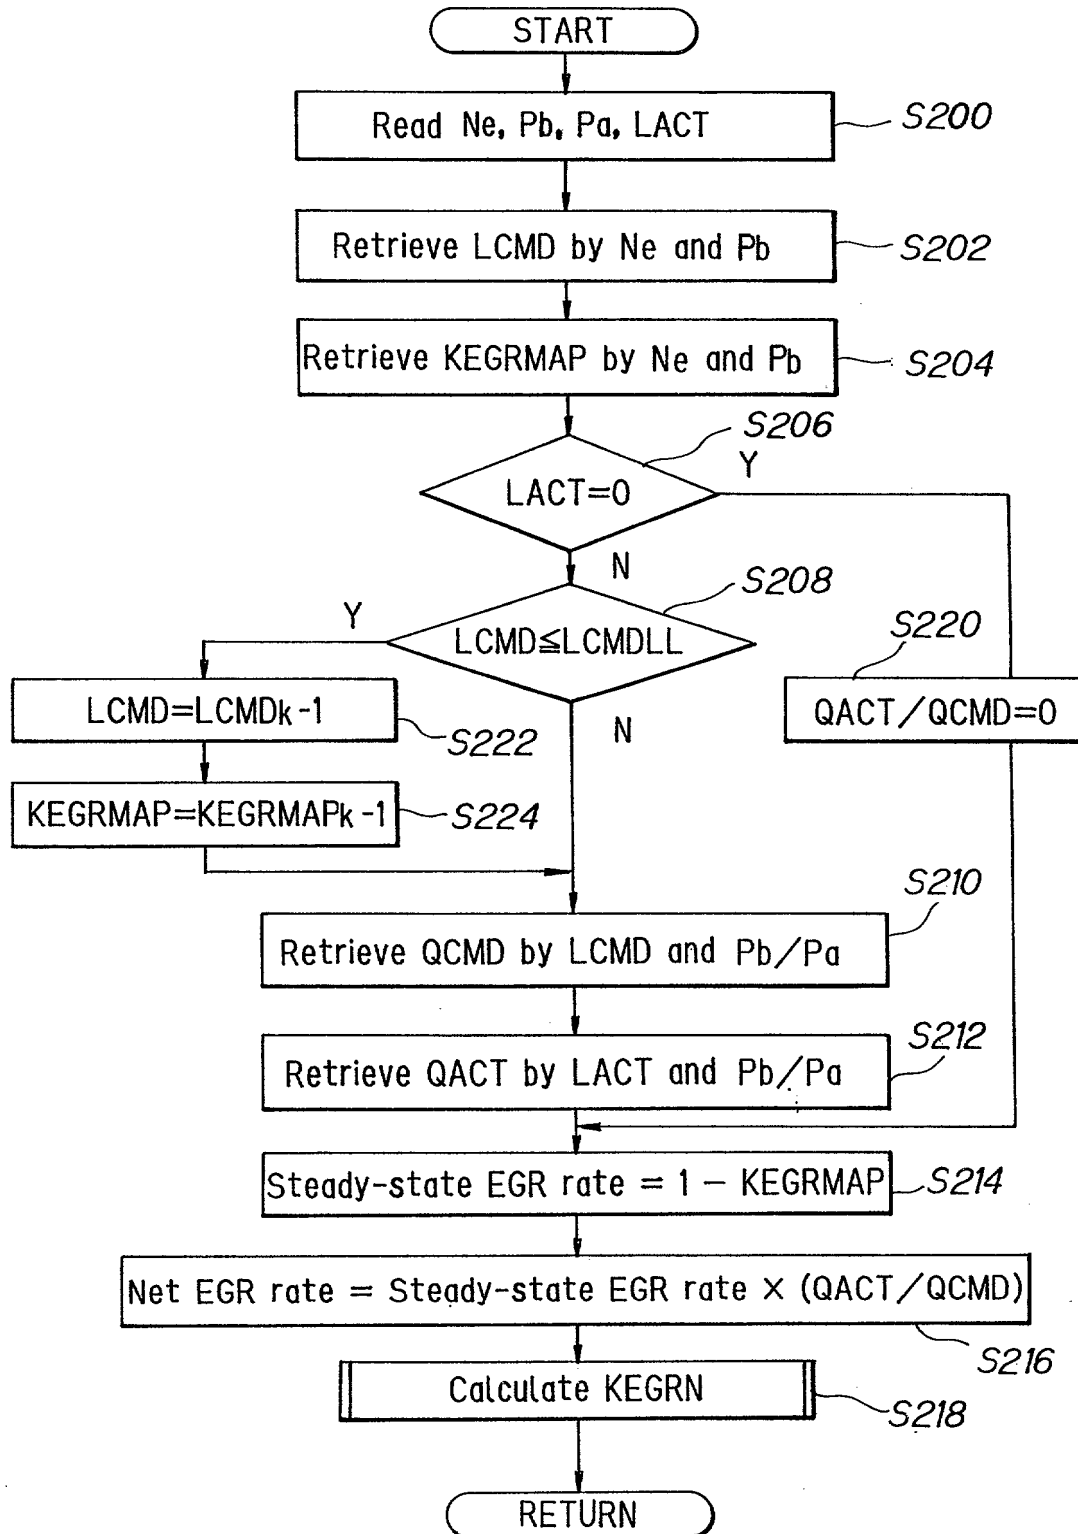 START
Read Ne, Pb, Pa, LACT
S200
Retrieve LCMD by Ne and Pb
S202
Retrieve KEGRMAP by Ne and Pb
S204
S206
LACT=0
Y
N
S208
Y
LCMD≦LCMDLL
S220
LCMD=LCMDk-1
S222
N
QACT/QCMD=0
KEGRMAP=KEGRMAPk-1
S224
S210
Retrieve QCMD by LCMD and Pb/Pa
S212
Retrieve QACT by LACT and Pb/Pa
Steady-state EGR rate = 1 - KEGRMAP
S214
Net EGR rate = Steady-state EGR rate × (QACT/QCMD)
S216
Calculate KEGRN
S218
RETURN